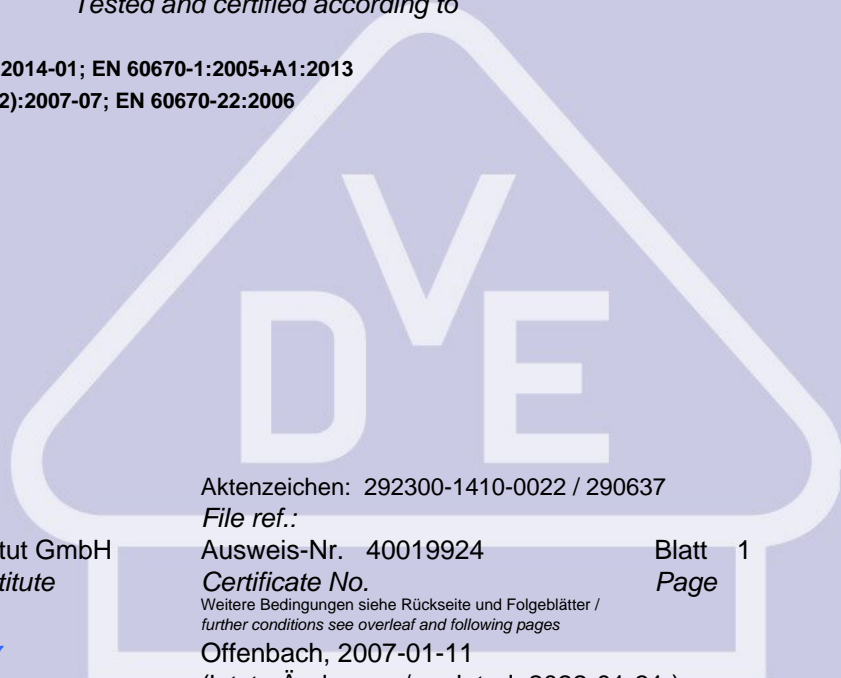 Tested and certified according to
2014-01; EN 60670-1:2005+A1:2013
2):2007-07; EN 60670-22:2006
VDE
Aktenzeichen: 292300-1410-0022 / 290637
File ref.:
tut GmbH Ausweis-Nr. 40019924 Blatt 1
titute Certificate No. Page
Weitere Bedingungen siehe Rückseite und Folgeblätter /
further conditions see overleaf and following pages
Offenbach, 2007-01-11